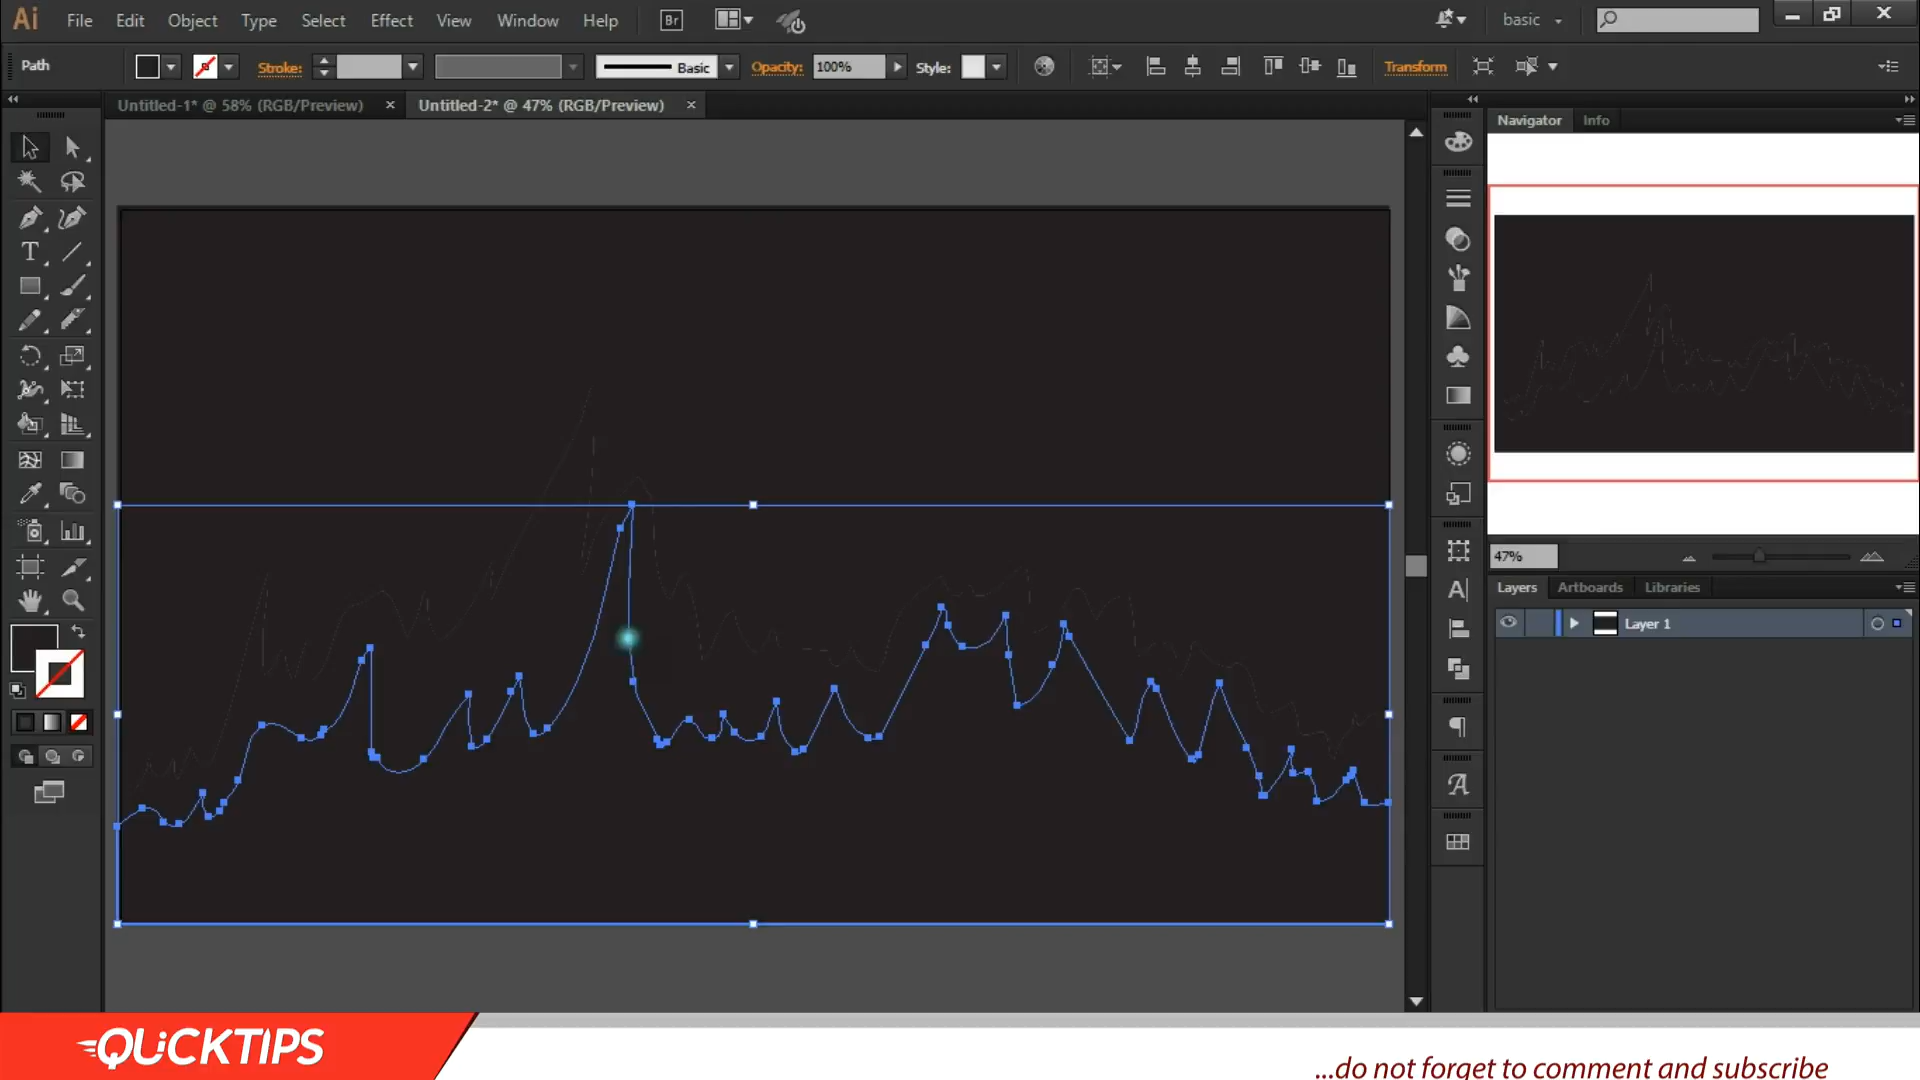 Ai File Edit Object Type Select Effect View Window Help Br basic
Path Stroke: Basic Opacity: 100% Style: Transform
Untitled-1* @ 58% (RGB/Preview) × Untitled-2* @ 47% (RGB/Preview) ×
Navigator Info
47%
Layers Artboards Libraries
Layer 1
QUiCKTIPS
...do not forget to comment and subscribe